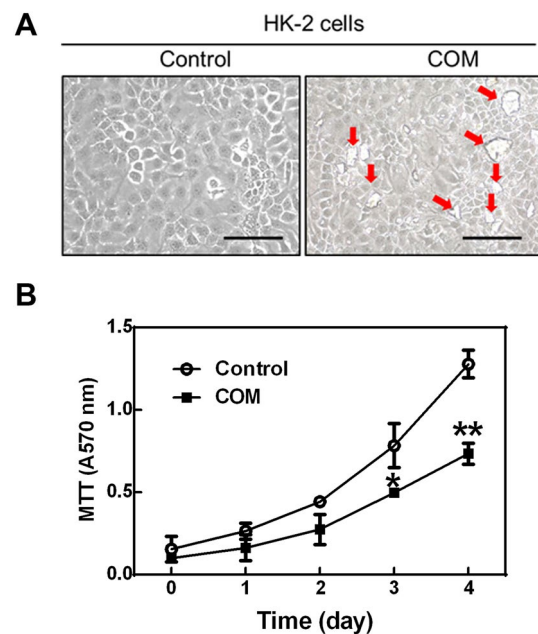 A
HK-2 cells
Control
COM
B
MTT (A570 nm)
1.5
1.0
0.5
0.0
Control
COM
*
**
0 1 2 3 4
Time (day)